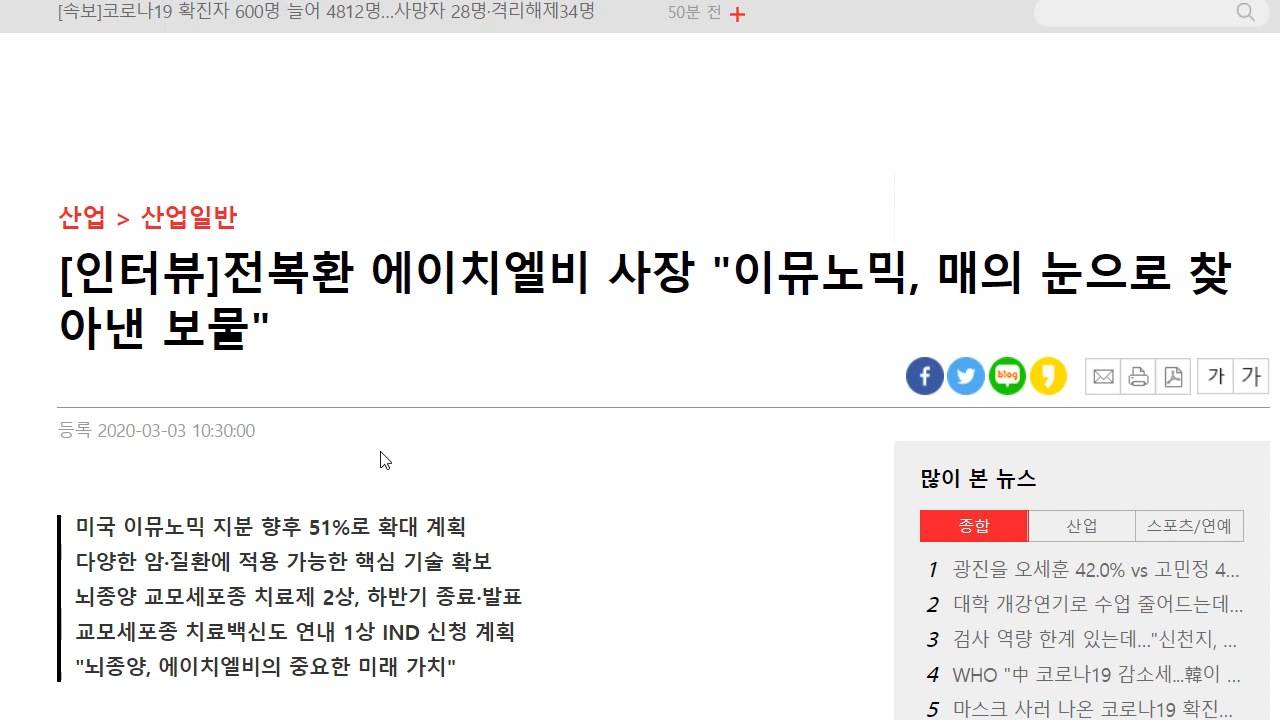 [속보]코로나19 확진자 600명 늘어 4812명...사망자 28명·격리해제34명
50분 전
산업 > 산업일반
[인터뷰]전복환 에이치엘비 사장 "이뮤노믹, 매의 눈으로 찾
아낸 보물"
blog
가 가
등록 2020-03-03 10:30:00
미국 이뮤노믹 지분 향후 51%로 확대 계획
다양한 암·질환에 적용 가능한 핵심 기술 확보
뇌종양 교모세포종 치료제 2상, 하반기 종료·발표
교모세포종 치료백신도 연내 1상 IND 신청 계획
"뇌종양, 에이치엘비의 중요한 미래 가치"
많이 본 뉴스
종합 산업 스포츠/연예
1 광진을 오세훈 42.0% vs 고민정 4...
2 대학 개강연기로 수업 줄어드는데...
3 검사 역량 한계 있는데..."신천지, ...
4 WHO "中 코로나19 감소세...韓이 ...
5 마스크 사러 나온 코로나19 확진...